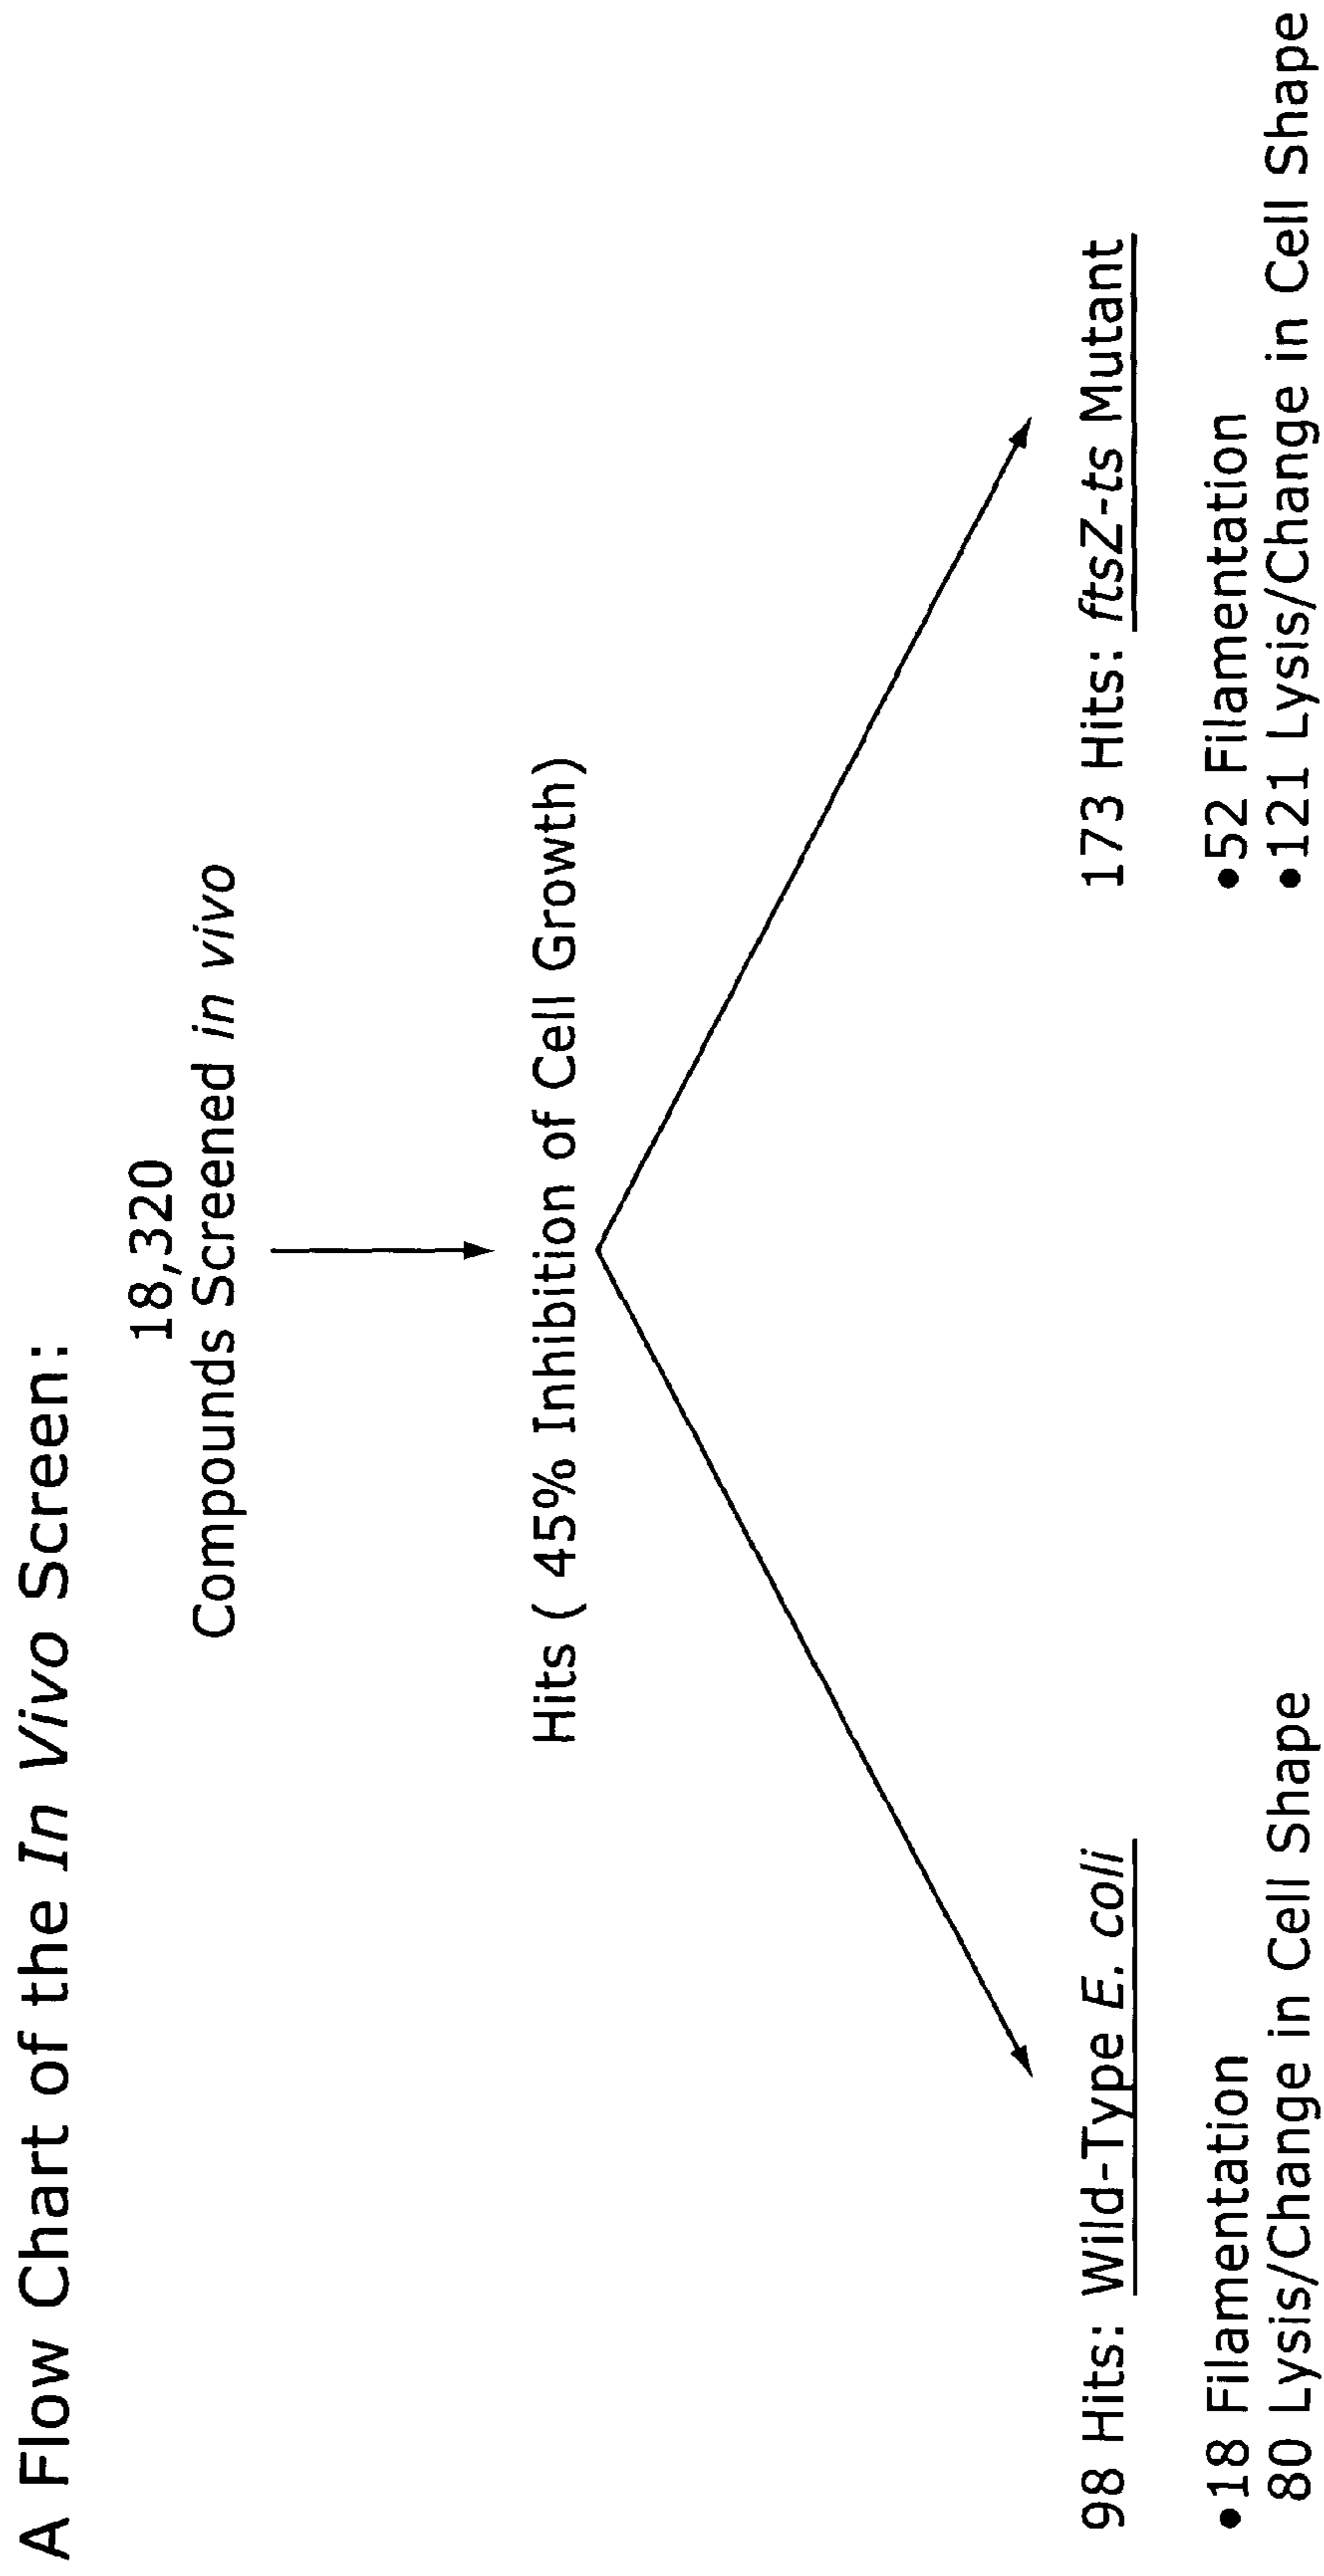 A Flow Chart of the In Vivo Screen:
18,320
Compounds Screened in vivo
Hits ( 45% Inhibition of Cell Growth)
98 Hits: Wild-Type E. coli
•18 Filamentation
80 Lysis/Change in Cell Shape
173 Hits: ftsZ-ts Mutant
•52 Filamentation
•121 Lysis/Change in Cell Shape